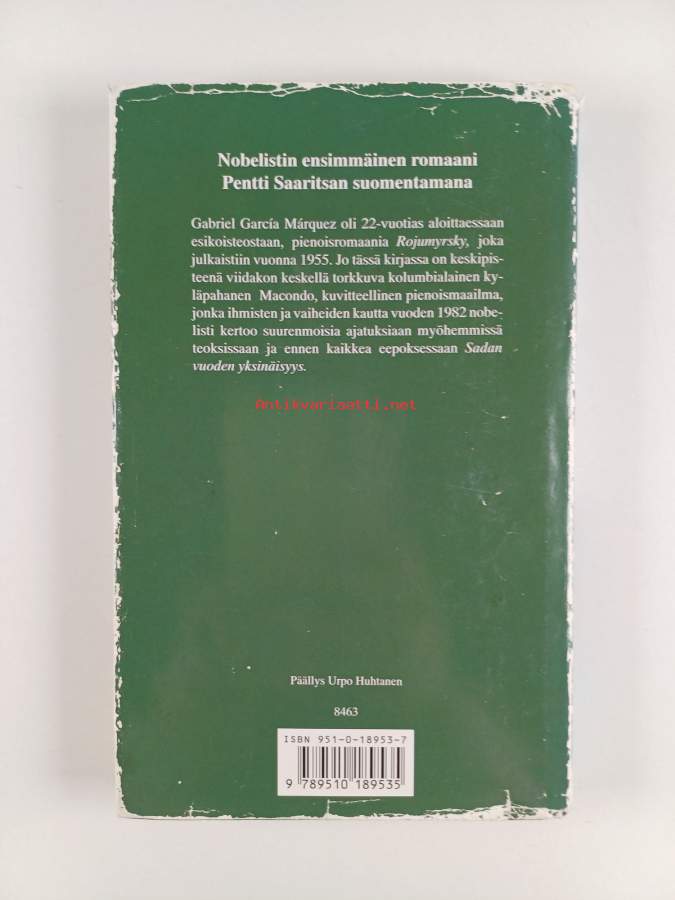 Nobelistin ensimmäinen romaani
Pentti Saaritsan suomentamana
Gabriel García Márquez oli 22-vuotias aloittaessaan
esikoisteostaan, pienoisromaania Rojumyrsky, joka
julkaistiin vuonna 1955. Jo tässä kirjassa on keskipis-
teenä viidakon keskellä torkkuva kolumbialainen ky-
läpahanen Macondo, kuvitteellinen pienoismaailma,
jonka ihmisten ja vaiheiden kautta vuoden 1982 nobe-
listi kertoo suurenmoisia ajatuksiaan myöhemmissä
teoksissaan ja ennen kaikkea eepoksessaan Sadan
vuoden yksinäisyys.
Antikvariaatti.net
Päällys Urpo Huhtanen
8463
ISBN 951-0-18953-7
9 789510 189535